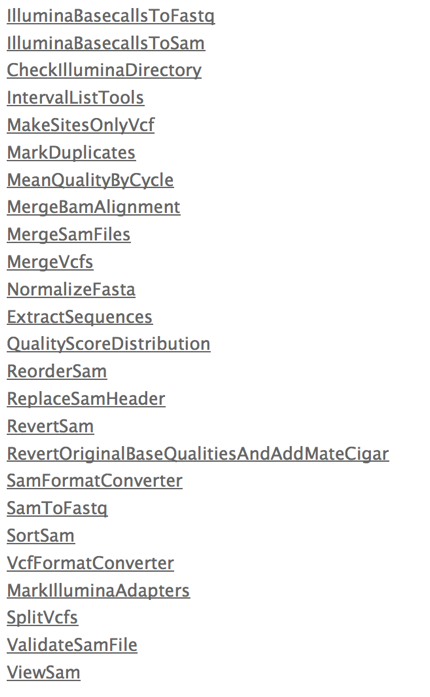 IlluminaBasecallsToFastq
IlluminaBasecallsToSam
CheckIlluminaDirectory
IntervalListTools
MakeSitesOnlyVcf
MarkDuplicates
MeanQualityByCycle
MergeBamAlignment
MergeSamFiles
MergeVcfs
NormalizeFasta
ExtractSequences
QualityScoreDistribution
ReorderSam
ReplaceSamHeader
RevertSam
RevertOriginalBaseQualitiesAndAddMateCigar
SamFormatConverter
SamToFastq
SortSam
VcfFormatConverter
MarkIlluminaAdapters
SplitVcfs
ValidateSamFile
ViewSam